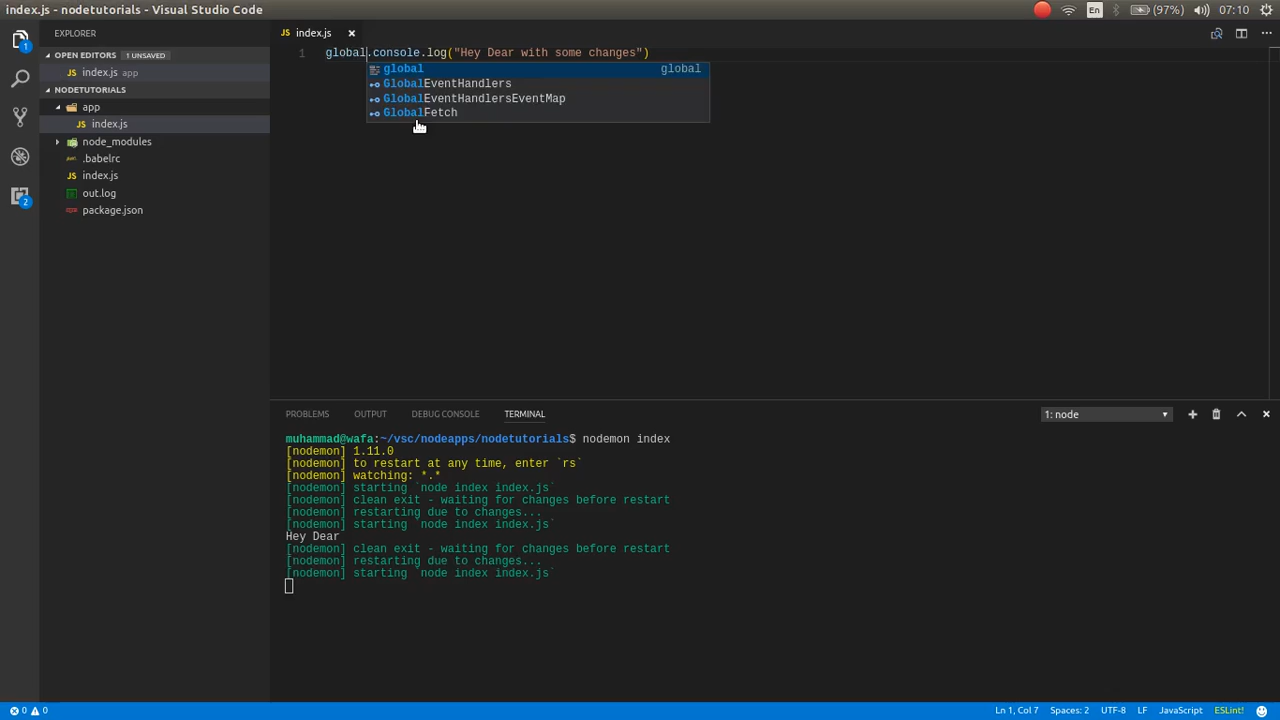 index.js - nodetutorials - Visual Studio Code
En
(97%)
07:10
EXPLORER
OPEN EDITORS
1 UNSAVED
index.js app
NODETUTORIALS
app
index.js
node_modules
.babelrc
index.js
out.log
package.json
1
2
JS index.js
1 global.console.log("Hey Dear with some changes")
global global
GlobalEventHandlers
GlobalEventHandlersEventMap
GlobalFetch
PROBLEMS OUTPUT DEBUG CONSOLE TERMINAL
1: node
muhammad@wafa:~/vsc/nodeapps/nodetutorials$ nodemon index
[nodemon] 1.11.0
[nodemon] to restart at any time, enter `rs`
[nodemon] watching: *.*
[nodemon] starting `node index index.js`
[nodemon] clean exit - waiting for changes before restart
[nodemon] restarting due to changes...
[nodemon] starting `node index index.js`
Hey Dear
[nodemon] clean exit - waiting for changes before restart
[nodemon] restarting due to changes...
[nodemon] starting `node index index.js`
0 0
Ln 1, Col 7 Spaces: 2 UTF-8 LF JavaScript ESLint!